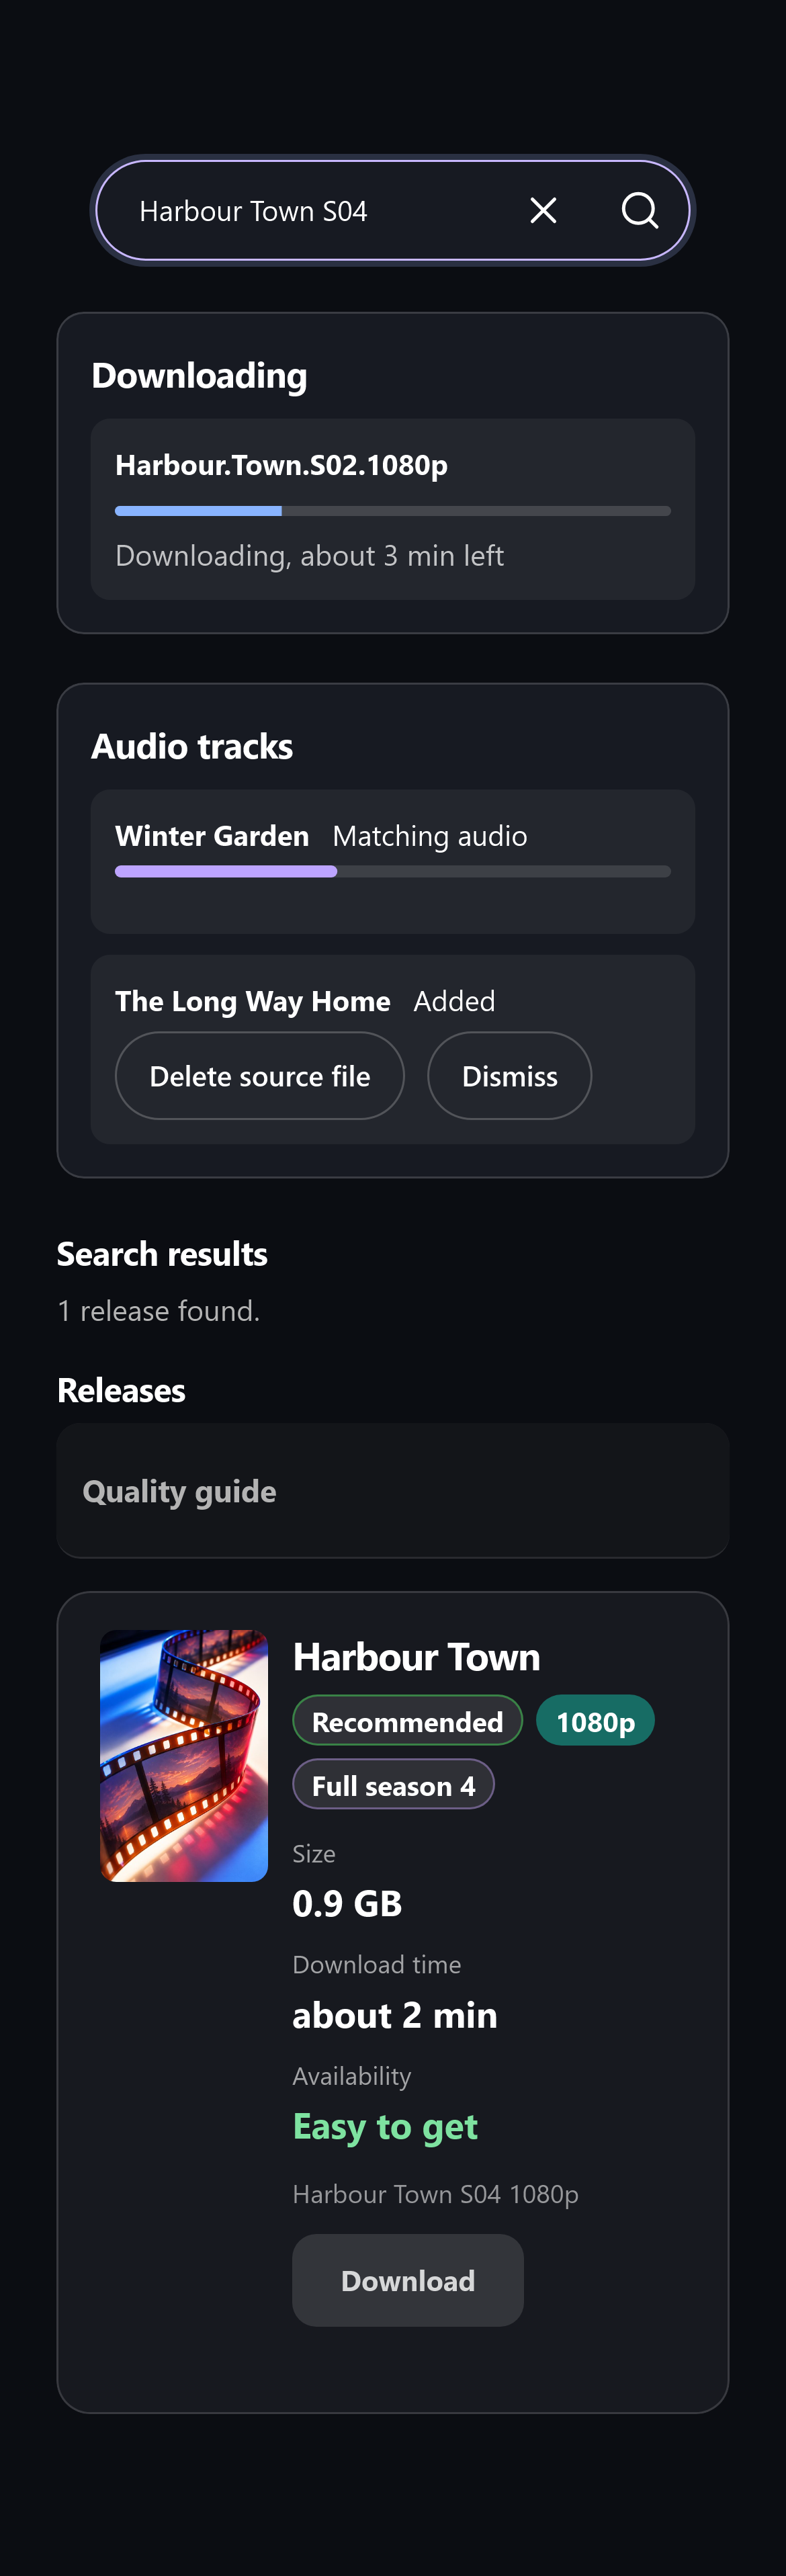 Harbour Town S04
Downloading
Harbour.Town.S02.1080p
Downloading, about 3 min left
Audio tracks
Winter Garden Matching audio
The Long Way Home Added
Delete source file Dismiss
Search results
1 release found.
Releases
Quality guide
Harbour Town
Recommended 1080p
Full season 4
Size
0.9 GB
Download time
about 2 min
Availability
Easy to get
Harbour Town S04 1080p
Download